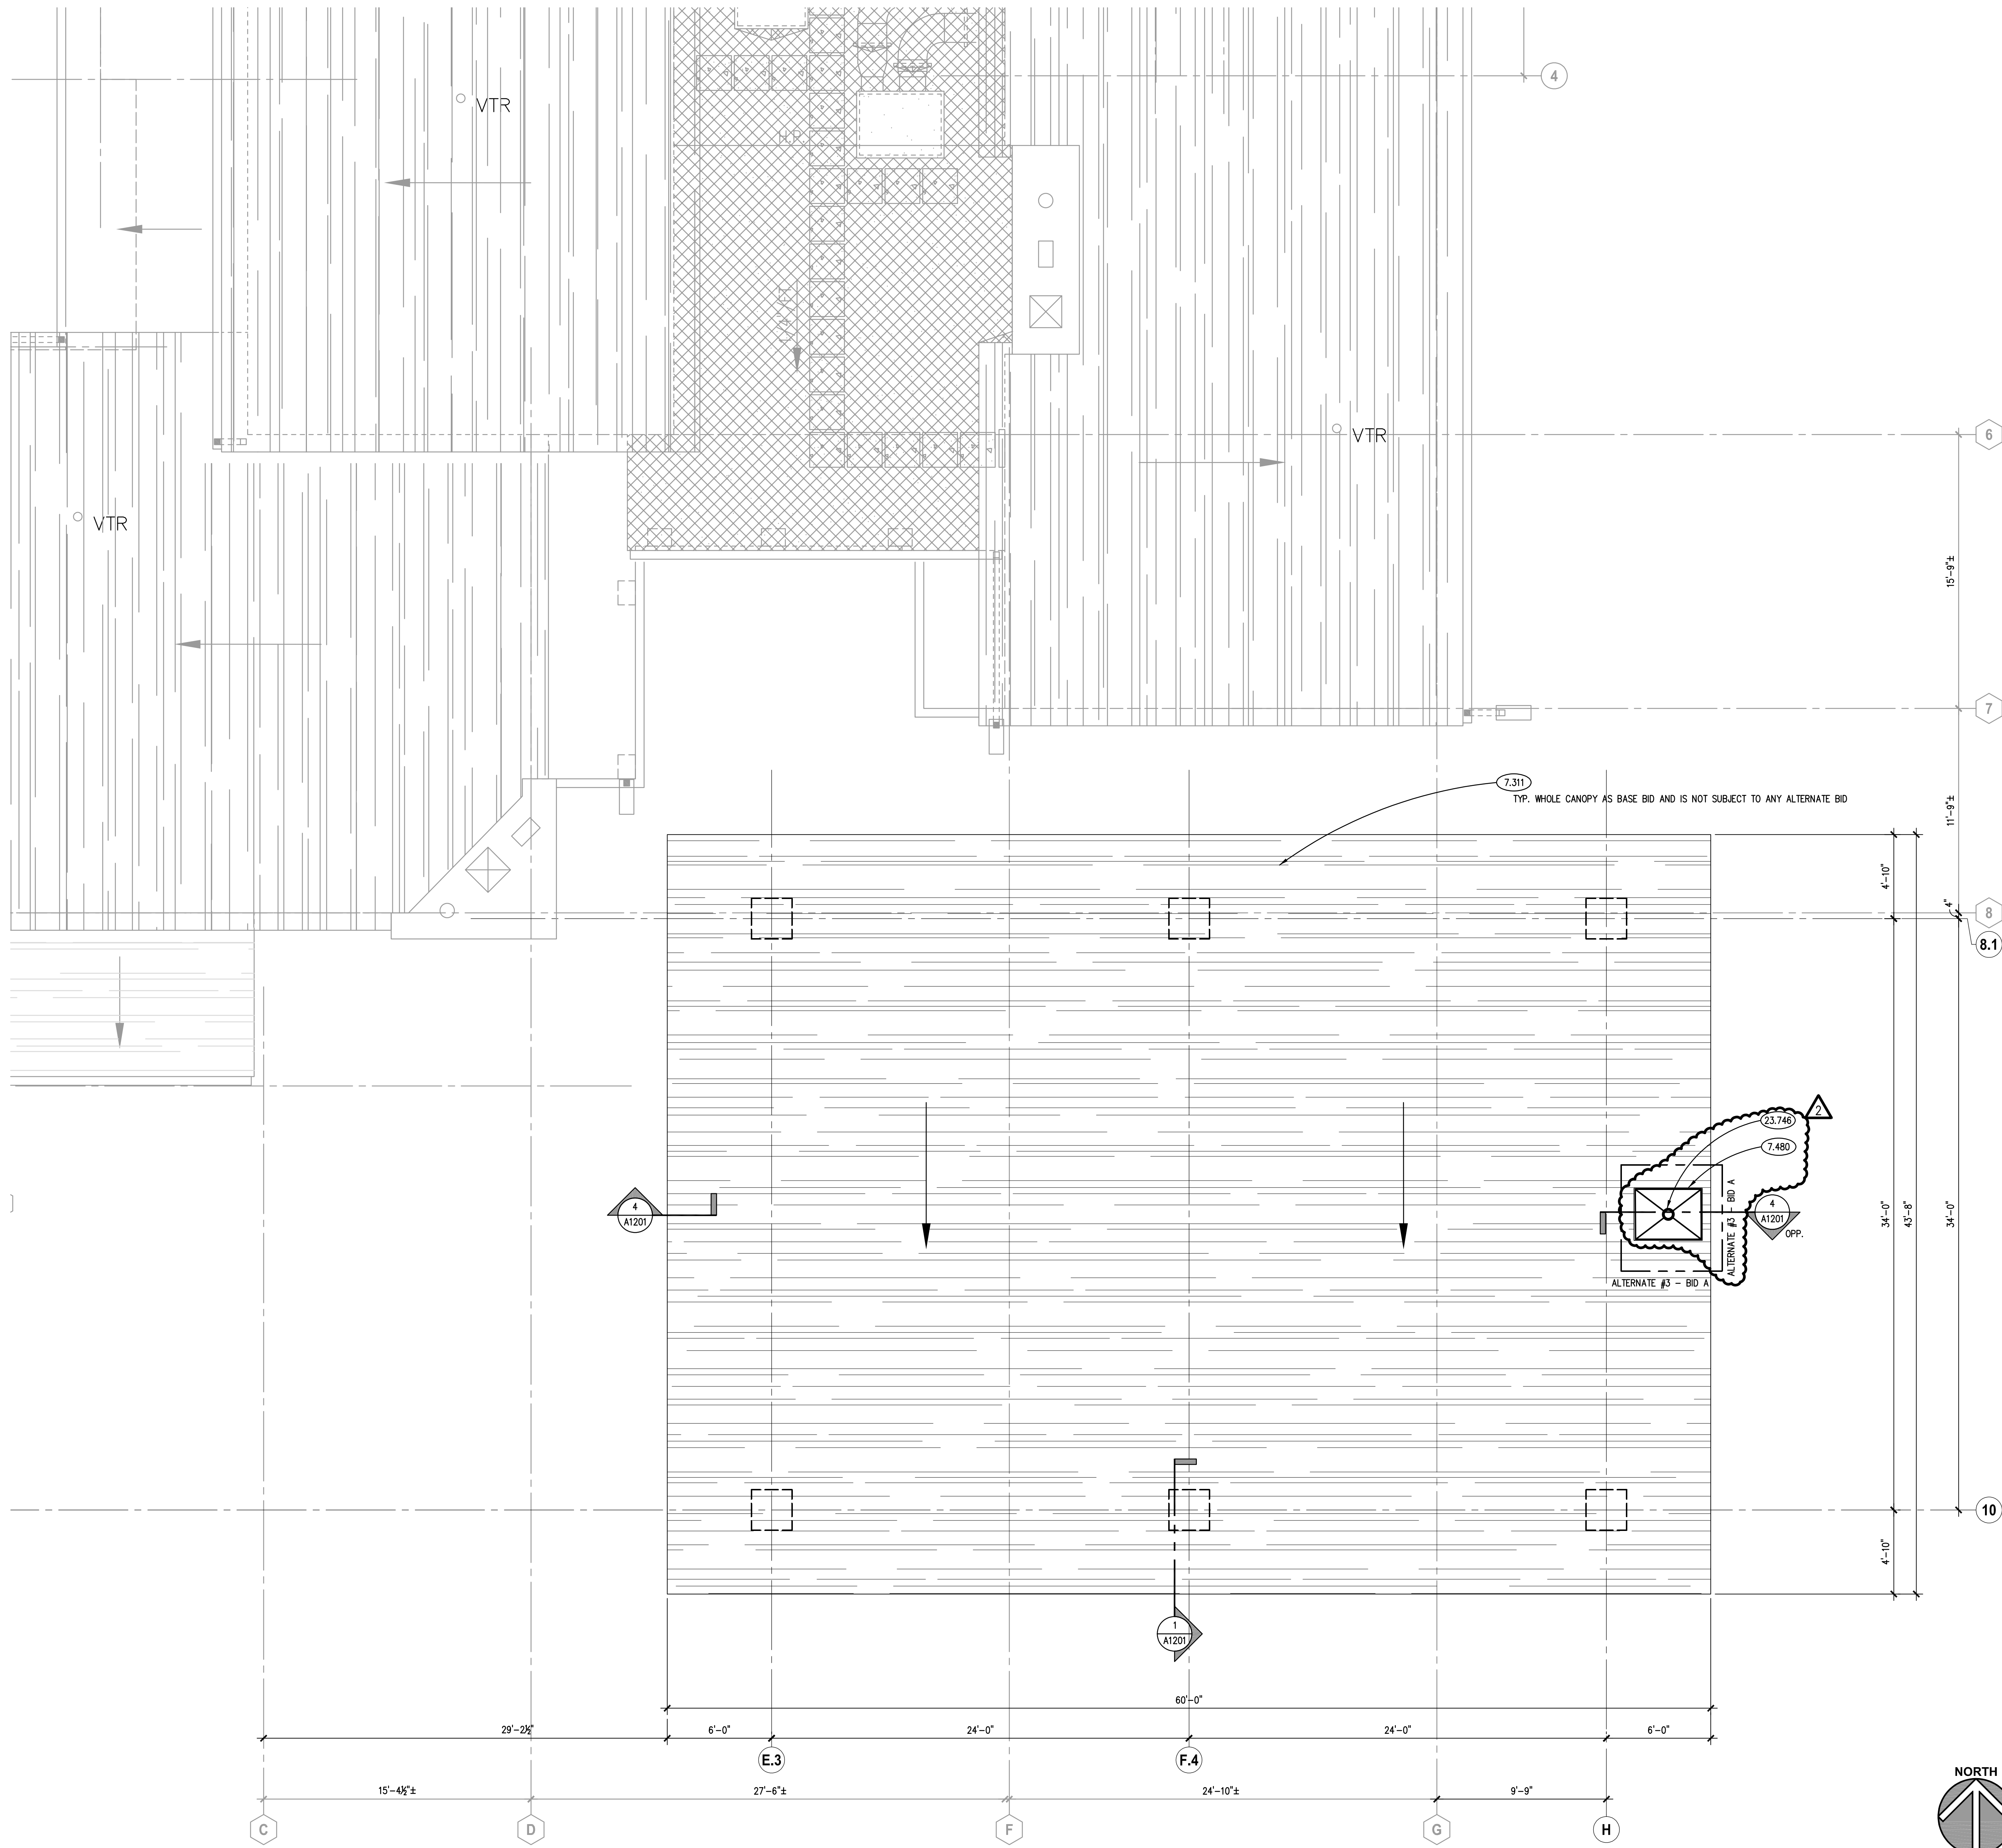 4
VTR
H.P.
1/4"/FT
6
VTR
VTR
15'-9"±
7
7.311
TYP. WHOLE CANOPY AS BASE BID AND IS NOT SUBJECT TO ANY ALTERNATE BID
11'-9"±
4'-10"
4"
8
8.1
2
23.746
7.480
ALTERNATE #3 - BID A
4
A1201
4
A1201
OPP.
34'-0"
43'-8"
34'-0"
ALTERNATE #3 - BID A
10
4'-10"
1
A1201
60'-0"
29'-2½"
6'-0"
24'-0"
24'-0"
6'-0"
E.3
F.4
NORTH
15'-4½"±
27'-6"±
24'-10"±
9'-9"
C
D
F
G
H